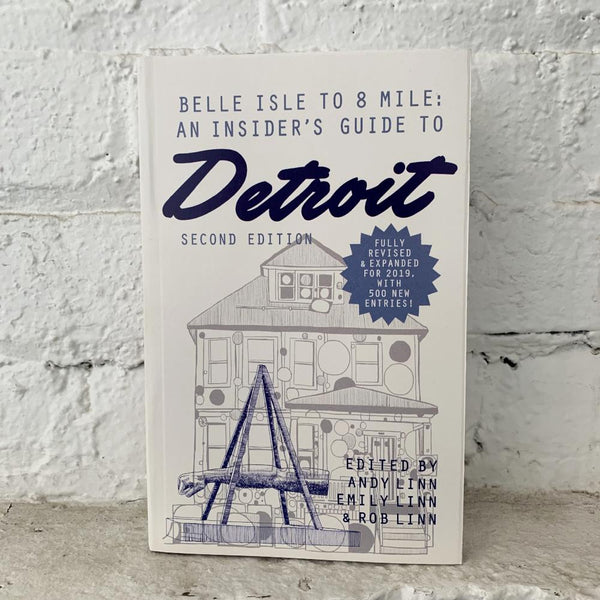 BELLE ISLE TO 8 MILE:
AN INSIDER'S GUIDE TO
Detroit
SECOND EDITION
FULLY
REVISED
& EXPANDED
FOR 2019,
WITH
500 NEW
ENTRIES!
EDITED BY
ANDY LINN
EMILY LINN
& ROB LINN